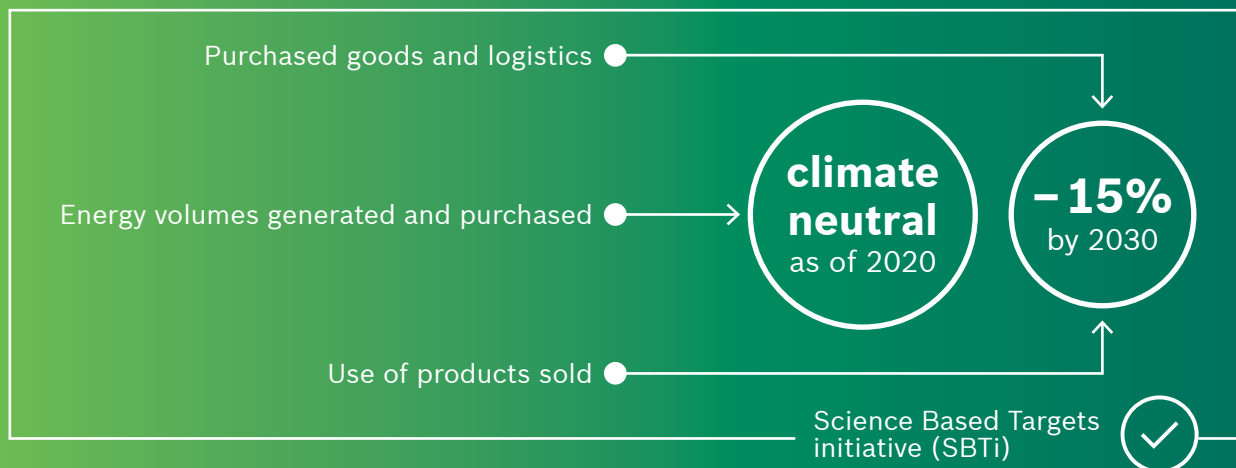 Purchased goods and logistics
Energy volumes generated and purchased
climate
neutral
as of 2020
– 15%
by 2030
Use of products sold
Science Based Targets
initiative (SBTi)